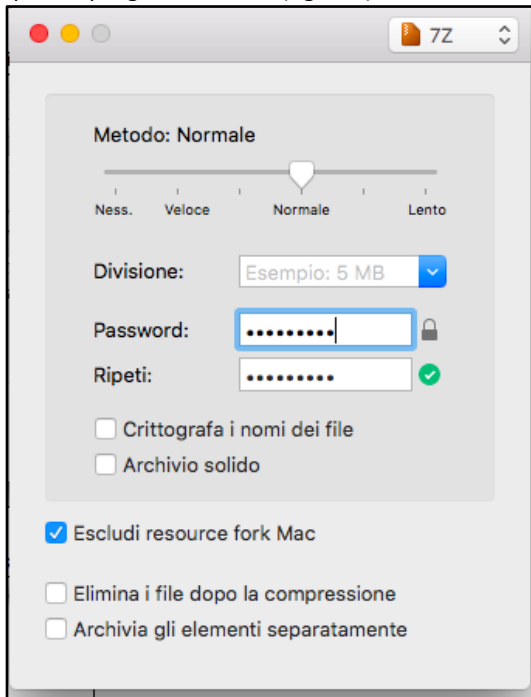 7Z
Metodo: Normale
Ness. Veloce Normale Lento
Divisione: Esempio: 5 MB
Password: •••••••••
Ripeti: •••••••••
Crittografa i nomi dei file
Archivio solido
Escludi resource fork Mac
Elimina i file dopo la compressione
Archivia gli elementi separatamente